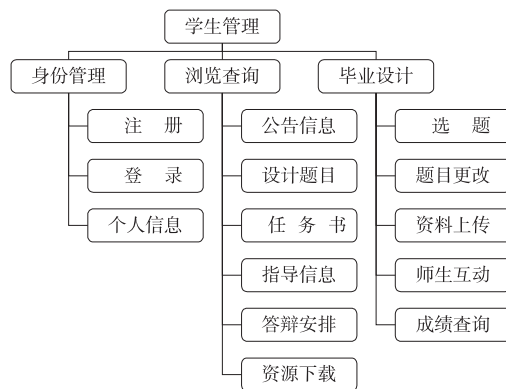 学生管理
身份管理 浏览查询 毕业设计
注 册 公告信息 选 题
登 录 设计题目 题目更改
个人信息 任 务 书 资料上传
指导信息 师生互动
答辩安排 成绩查询
资源下载